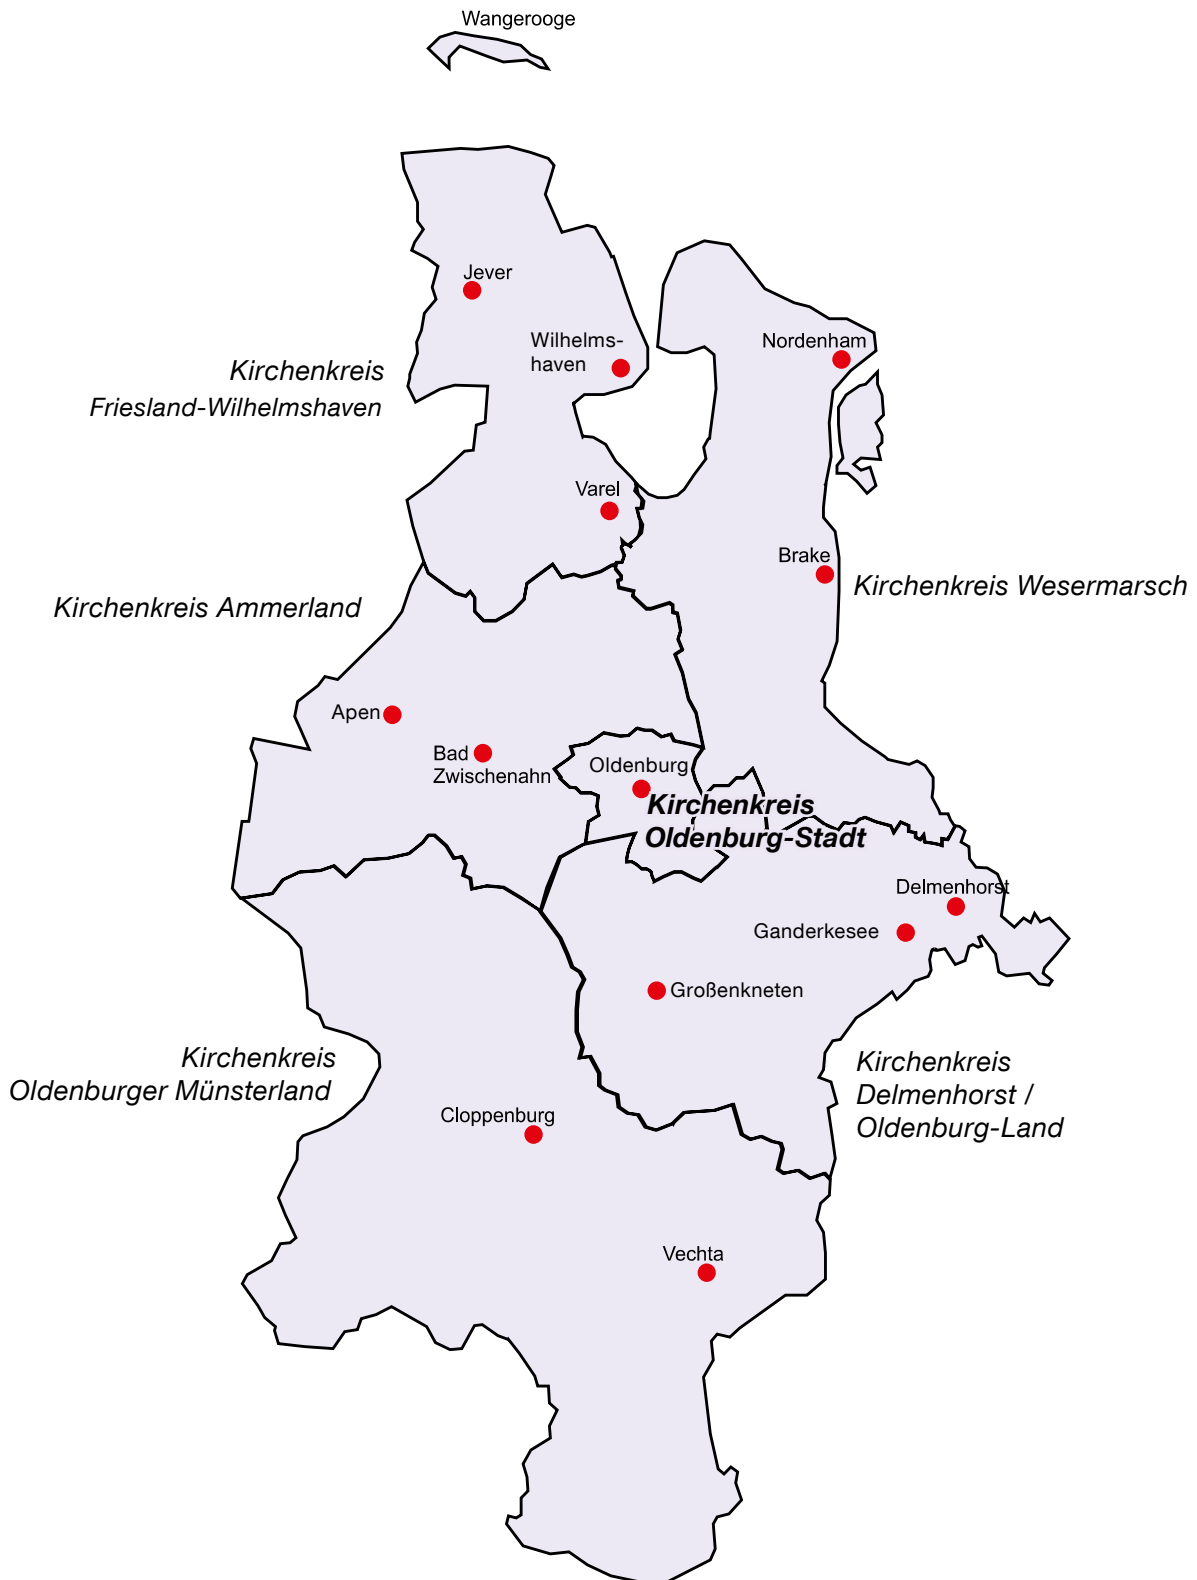 Wangerooge
Jever
Wilhelms-
haven
Nordenham
Kirchenkreis
Friesland-Wilhelmshaven
Varel
Brake
Kirchenkreis Wesermarsch
Kirchenkreis Ammerland
Apen
Bad
Zwischenahn
Oldenburg
Kirchenkreis
Oldenburg-Stadt
Delmenhorst
Ganderkesee
Großenkneten
Kirchenkreis
Oldenburger Münsterland
Kirchenkreis
Delmenhorst /
Oldenburg-Land
Cloppenburg
Vechta